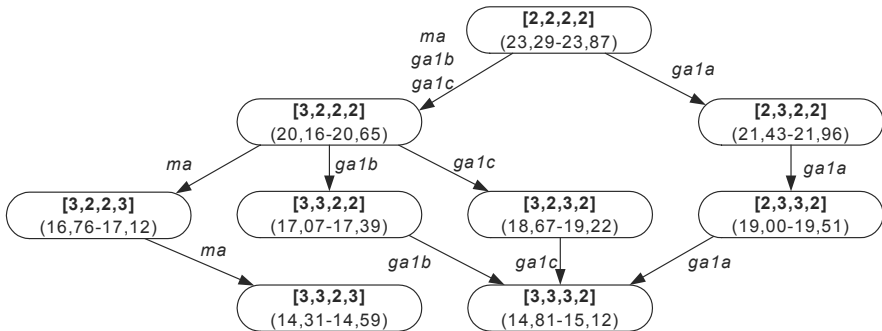 [2,2,2,2]
(23,29-23,87)
ma
ga1b
ga1c
ga1a
[3,2,2,2]
(20,16-20,65)
[2,3,2,2]
(21,43-21,96)
ma
ga1b
ga1c
ga1a
[3,2,2,3]
(16,76-17,12)
[3,3,2,2]
(17,07-17,39)
[3,2,3,2]
(18,67-19,22)
[2,3,3,2]
(19,00-19,51)
ma
ga1b
ga1c
ga1a
[3,3,2,3]
(14,31-14,59)
[3,3,3,2]
(14,81-15,12)